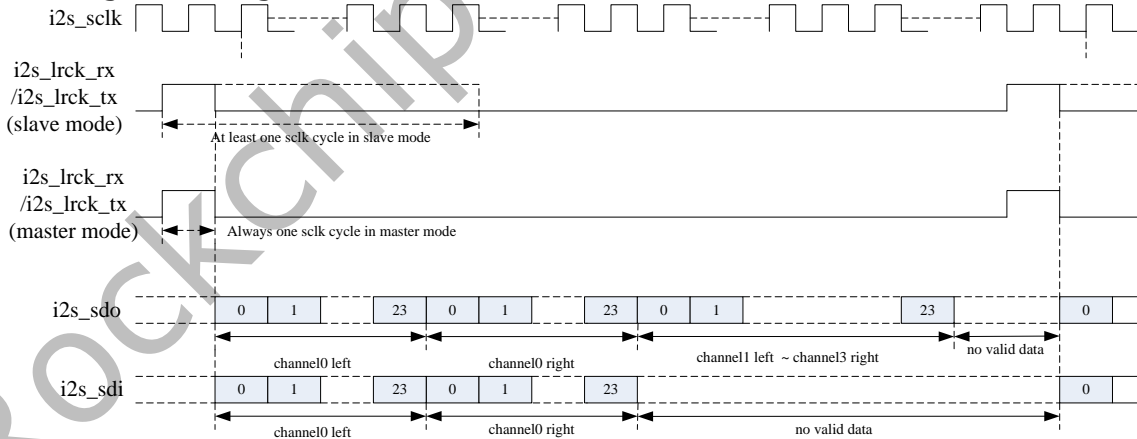 i2s_sclk
i2s_lrck_rx
/i2s_lrck_tx
(slave mode)
At least one sclk cycle in slave mode
i2s_lrck_rx
/i2s_lrck_tx
(master mode)
Always one sclk cycle in master mode
i2s_sdo 0 1 23 0 1 23 0 1 23 0
channel0 left channel0 right channel1 left ~ channel3 right no valid data
i2s_sdi 0 1 23 0 1 23 0
channel0 left channel0 right no valid data
Rockchip